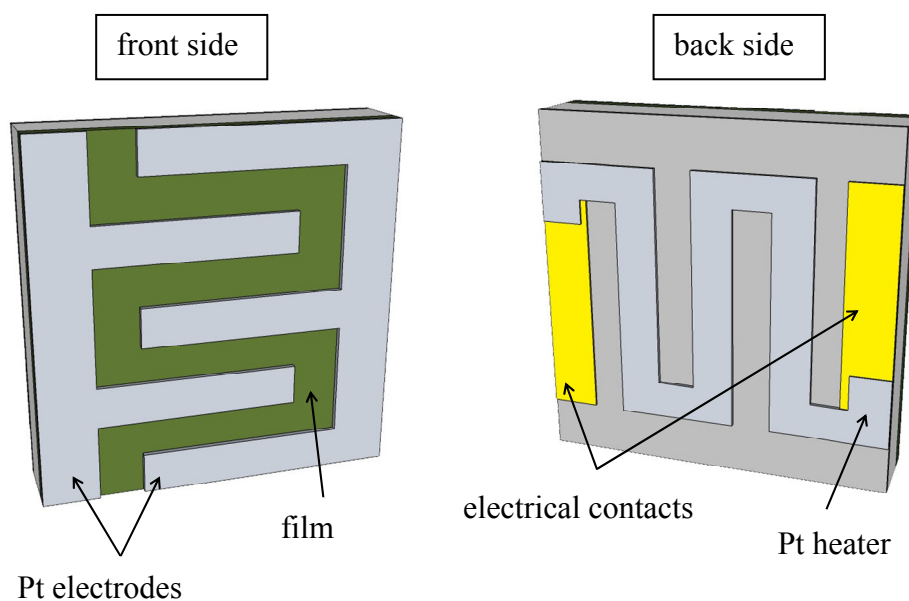 front side
back side
film
Pt electrodes
electrical contacts
Pt heater